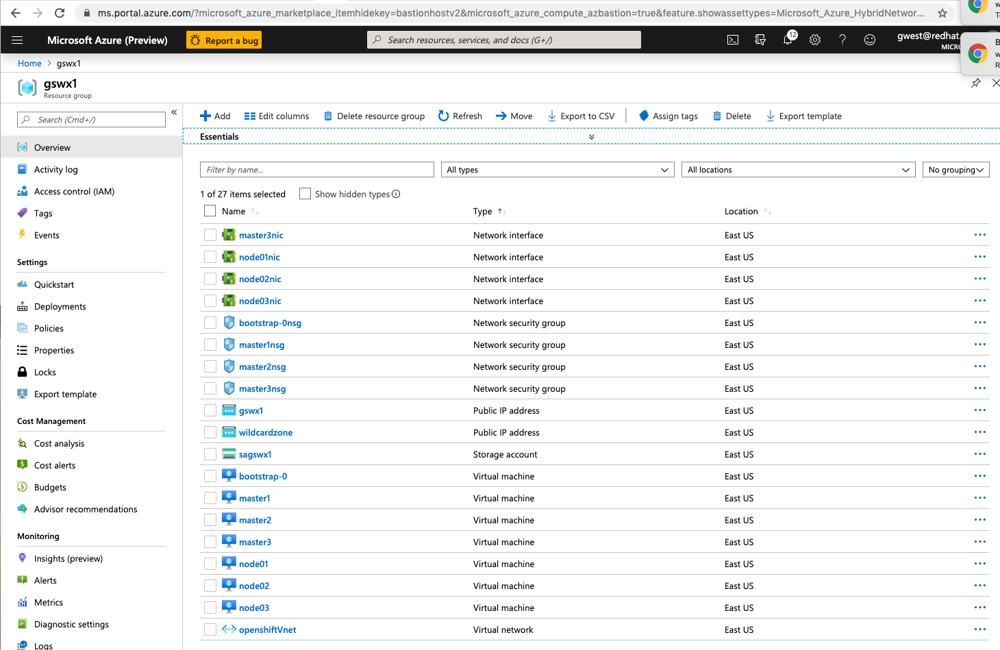 ms.portal.azure.com/?microsoft_azure_marketplace_itemhidekey=bastionhostv2&microsoft_azure_compute_azbastion=true&feature.showassettypes=Microsoft_Azure_HybridNetwor...
Microsoft Azure (Preview)
Report a bug
Search resources, services, and docs (G+/)
12
gwest@redhat.
MICRO
Home > gswx1
gswx1
Resource group
Search (Cmd+/)
Overview
Activity log
Access control (IAM)
Tags
Events
Settings
Quickstart
Deployments
Policies
Properties
Locks
Export template
Cost Management
Cost analysis
Cost alerts
Budgets
Advisor recommendations
Monitoring
Insights (preview)
Alerts
Metrics
Diagnostic settings
Logs
Add Edit columns Delete resource group Refresh Move Export to CSV Assign tags Delete Export template
Essentials
Filter by name... All types All locations No grouping
1 of 27 items selected Show hidden types
Name Type Location
master3nic Network interface East US
node01nic Network interface East US
node02nic Network interface East US
node03nic Network interface East US
bootstrap-0nsg Network security group East US
master1nsg Network security group East US
master2nsg Network security group East US
master3nsg Network security group East US
gswx1 Public IP address East US
wildcardzone Public IP address East US
sagswx1 Storage account East US
bootstrap-0 Virtual machine East US
master1 Virtual machine East US
master2 Virtual machine East US
master3 Virtual machine East US
node01 Virtual machine East US
node02 Virtual machine East US
node03 Virtual machine East US
openshiftVnet Virtual network East US